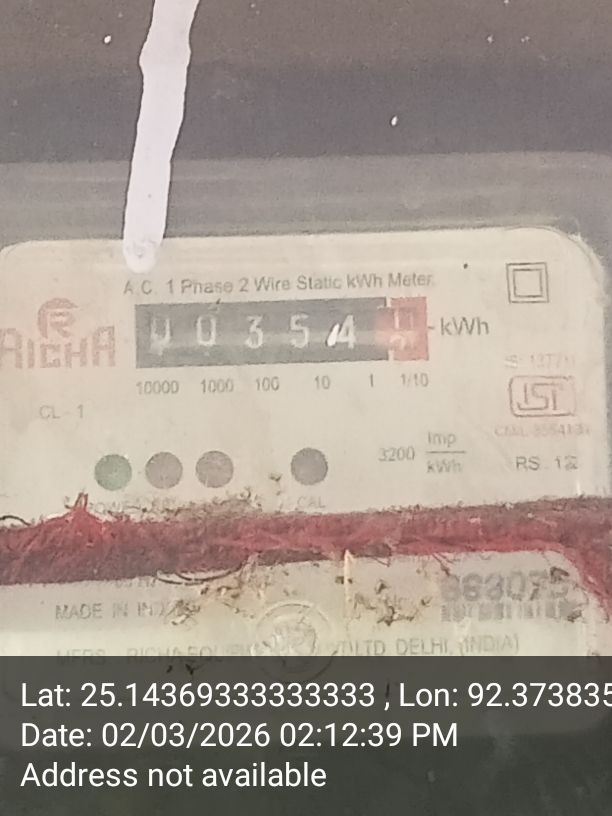 A.C. 1 Phase 2 Wire Static kWh Meter
RICHA
0 0 3 5 4 kWh
10000 1000 100 10 1 1/10
CL-1
ISI
3200 Imp
kWh
RS.
CAL
MADE IN
LTD. DELHI. (INDIA)
Lat: 25.14369333333333 , Lon: 92.373835
Date: 02/03/2026 02:12:39 PM
Address not available